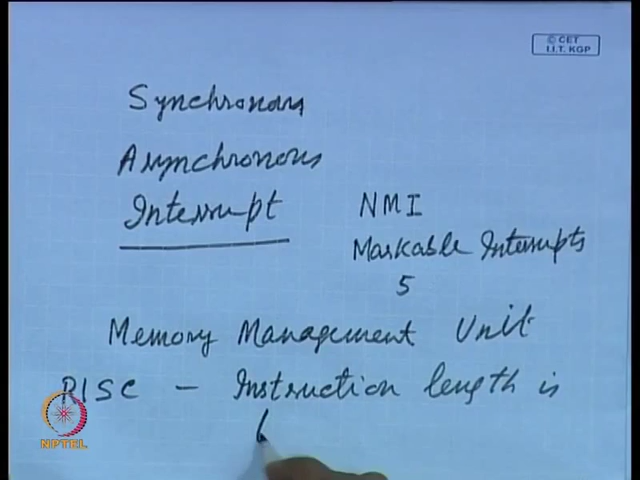 © CET
I.I.T. KGP
Synchronous
Asynchronous
Interrupt
NMI
Maskable Interrupts
5
Memory Management Unit
RISC - Instruction length is
NPTEL